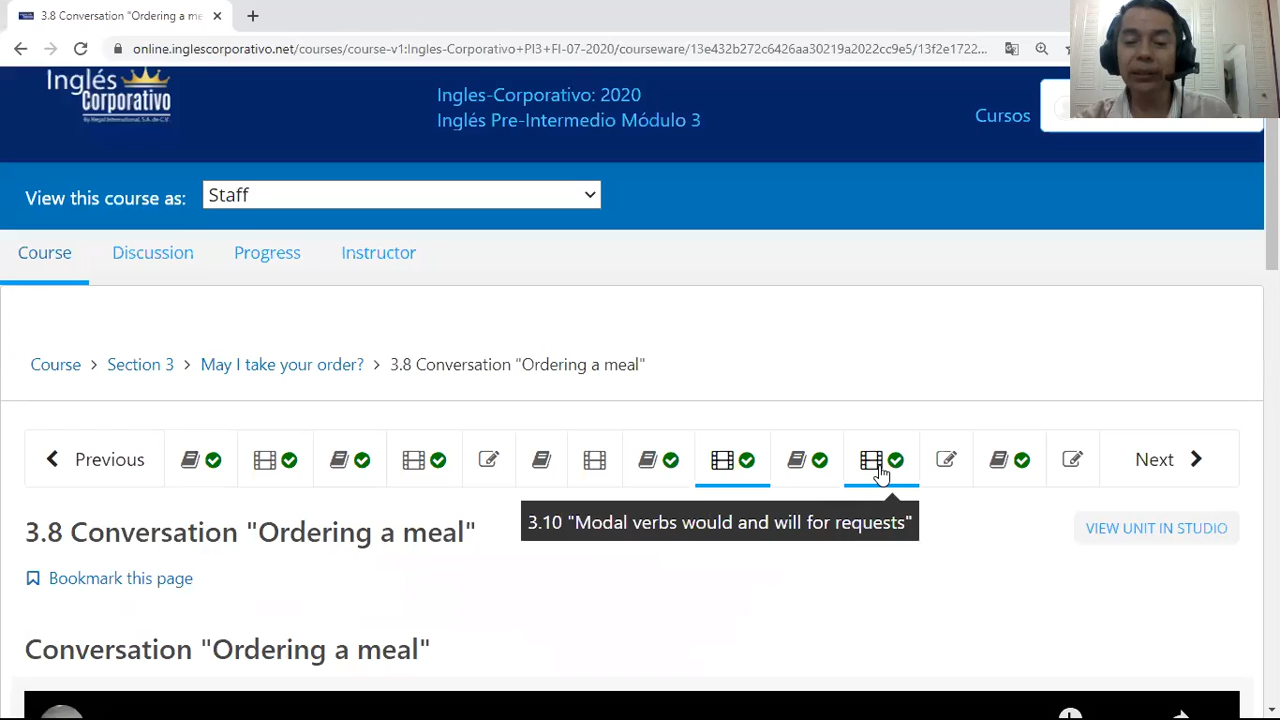 3.8 Conversation "Ordering a me
online.inglescorporativo.net/courses/course-v1:Ingles-Corporativo+PI3+FI-07-2020/courseware/13e432b272c6426aa30219a2022cc9e5/13f2e1722...
Inglés
Corporativo
Ingles-Corporativo: 2020
Inglés Pre-Intermedio Módulo 3
Cursos
View this course as:
Staff
Course
Discussion
Progress
Instructor
Course > Section 3 > May I take your order? > 3.8 Conversation "Ordering a meal"
Previous
Next
3.10 "Modal verbs would and will for requests"
3.8 Conversation "Ordering a meal"
VIEW UNIT IN STUDIO
Bookmark this page
Conversation "Ordering a meal"